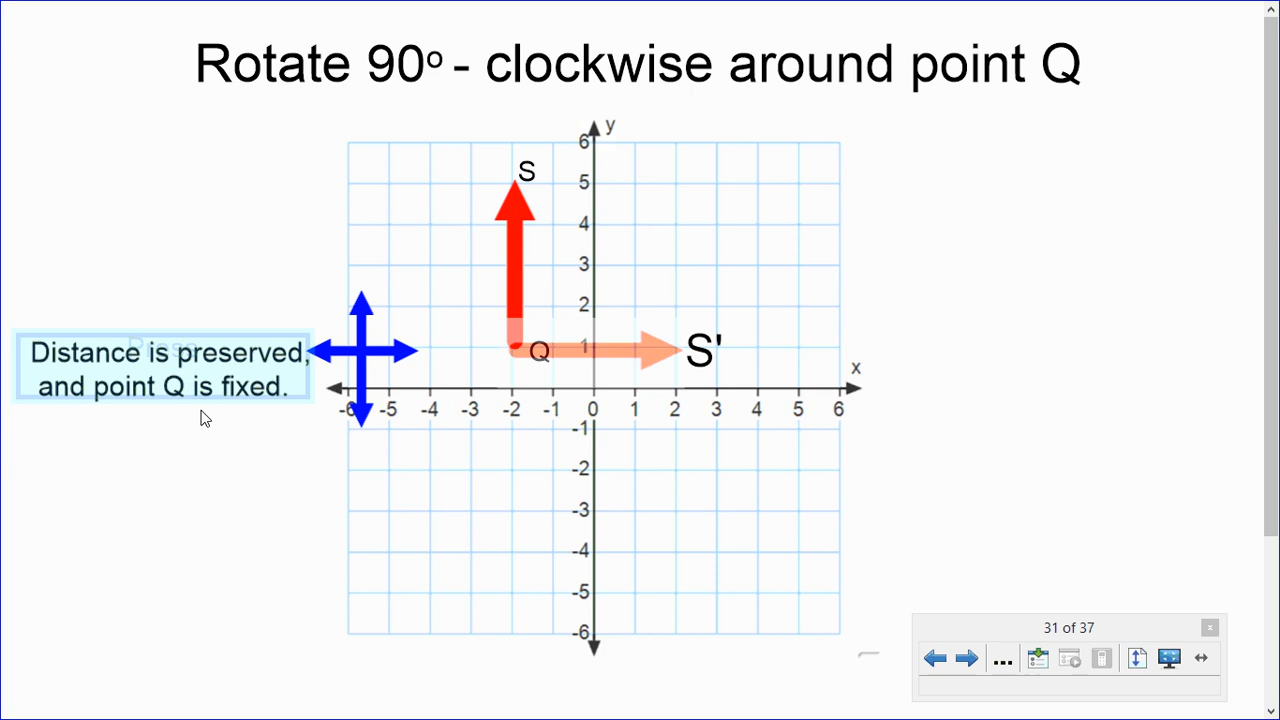 Rotate 90° - clockwise around point Q
y
6
S
5
4
3
2
1
Q
S'
Distance is preserved,
and point Q is fixed.
x
-6 -5 -4 -3 -2 -1 0 1 2 3 4 5 6
-1
-2
-3
-4
-5
-6
31 of 37
...